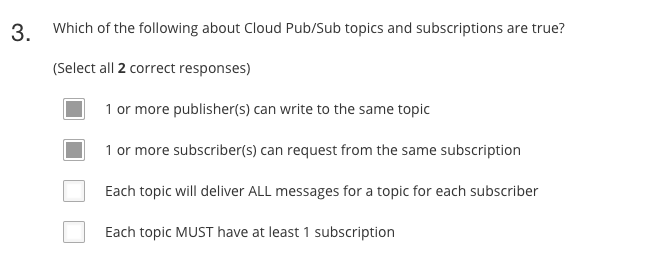 3. Which of the following about Cloud Pub/Sub topics and subscriptions are true?
(Select all 2 correct responses)
1 or more publisher(s) can write to the same topic
1 or more subscriber(s) can request from the same subscription
Each topic will deliver ALL messages for a topic for each subscriber
Each topic MUST have at least 1 subscription